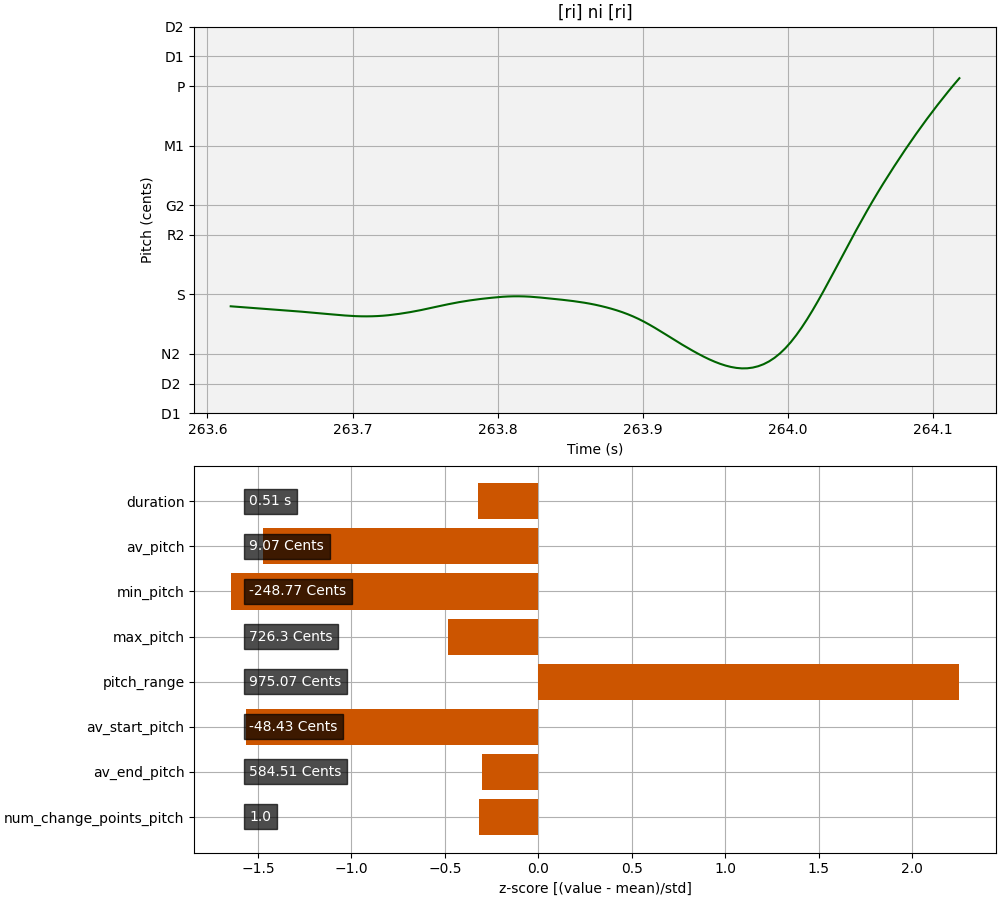 [ri] ni [ri]
D2
D1
P
M1
G2
R2
S
N2
D2
D1
Pitch (cents)
263.6 263.7 263.8 263.9 264.0 264.1
Time (s)
duration 0.51 s
av_pitch 9.07 Cents
min_pitch -248.77 Cents
max_pitch 726.3 Cents
pitch_range 975.07 Cents
av_start_pitch -48.43 Cents
av_end_pitch 584.51 Cents
num_change_points_pitch 1.0
−1.5 −1.0 −0.5 0.0 0.5 1.0 1.5 2.0
z-score [(value - mean)/std]